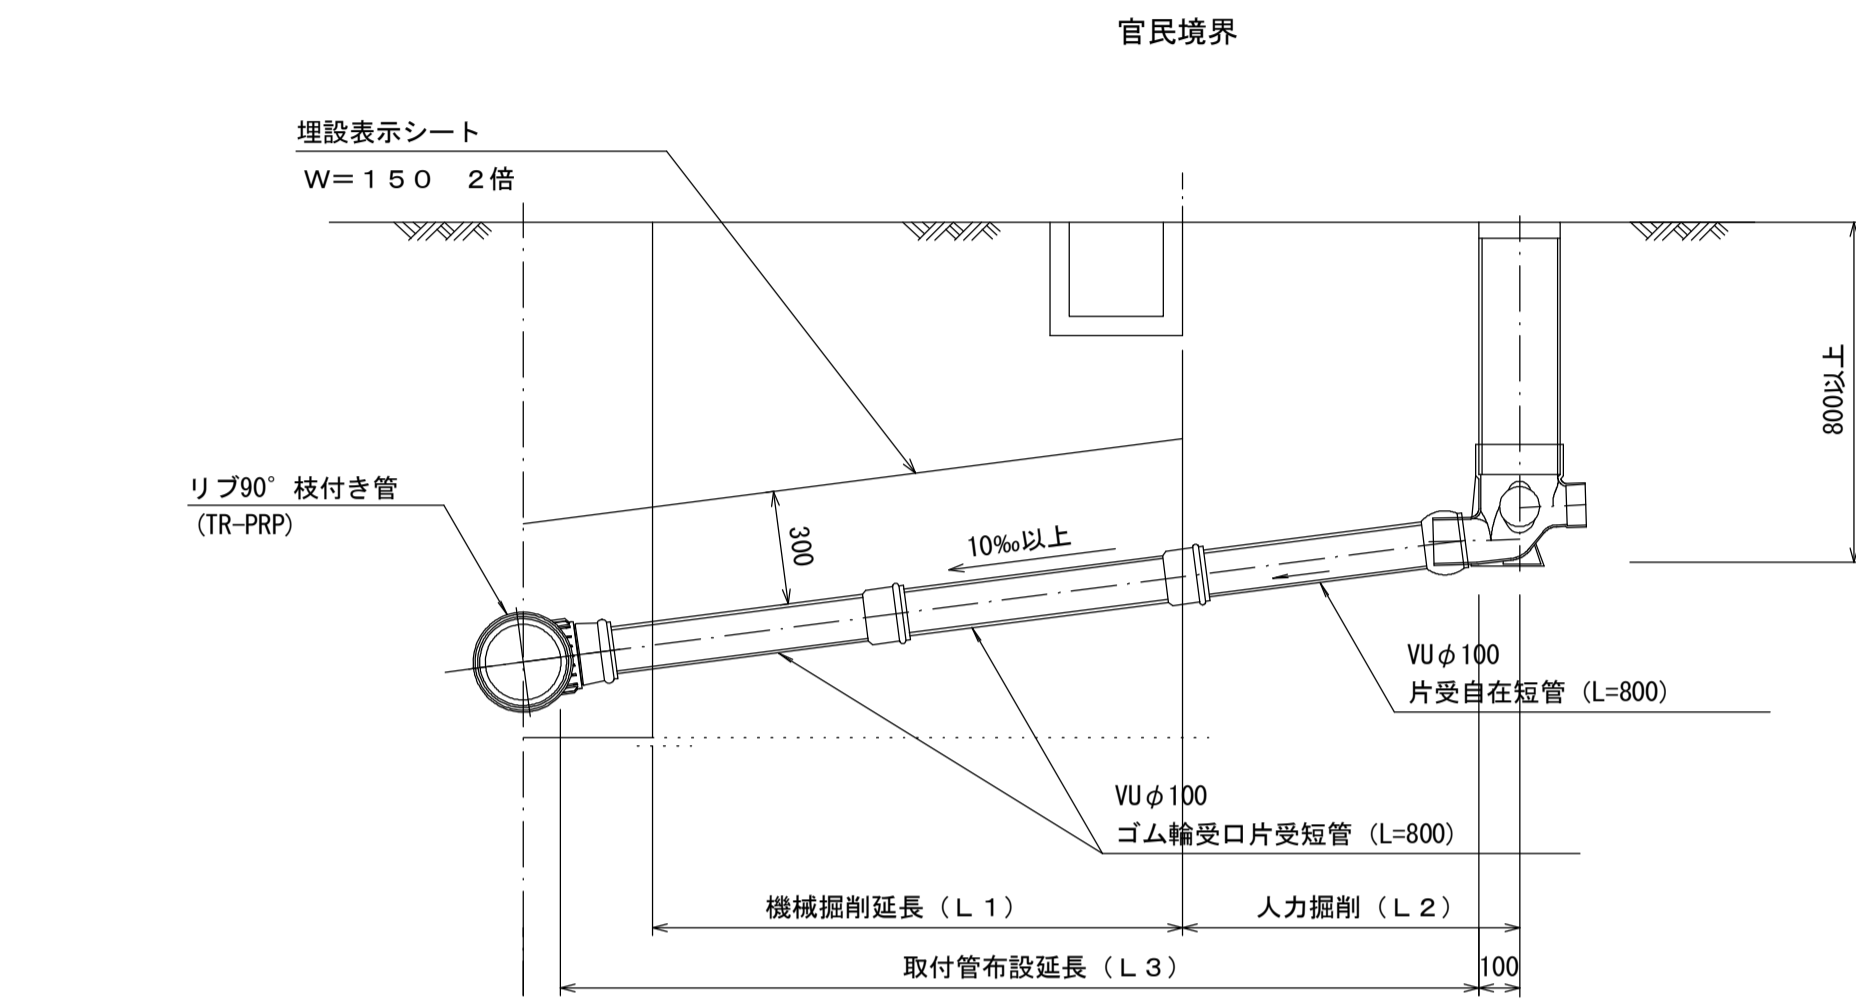 官民境界
埋設表示シート
W=150 2倍
800以上
リブ90°枝付き管
(TR-PRP)
300
10‰以上
VUφ100
片受自在短管 (L=800)
VUφ100
ゴム輪受口片受短管 (L=800)
機械掘削延長(L1)
人力掘削(L2)
取付管布設延長(L3)
100